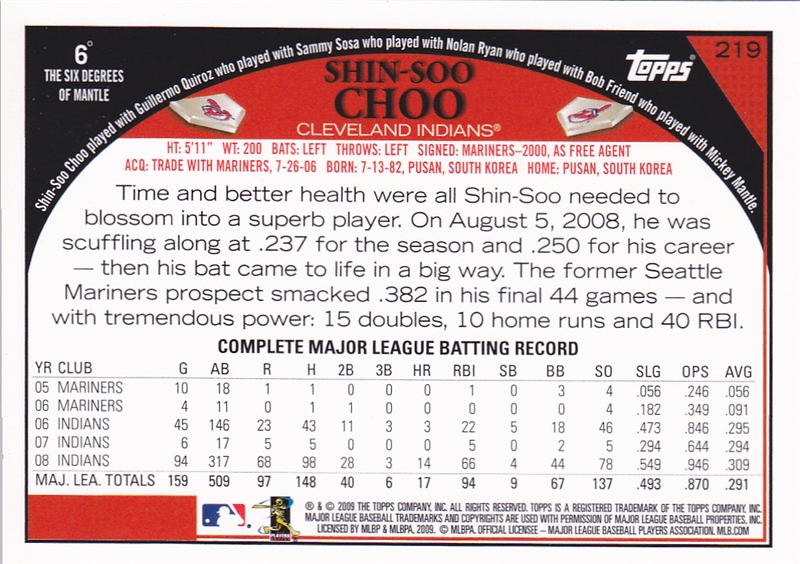 6°
THE SIX DEGREES
OF MANTLE
Shin-Soo Choo played with Guillermo Quiroz who played with Sammy Sosa who played with Nolan Ryan who played with Bob Friend who played with Mickey Mantle.
Topps®
219
SHIN-SOO
CHOO
CLEVELAND INDIANS®
HT: 5'11" WT: 200 BATS: LEFT THROWS: LEFT SIGNED: MARINERS–2000, AS FREE AGENT
ACQ: TRADE WITH MARINERS, 7-26-06 BORN: 7-13-82, PUSAN, SOUTH KOREA HOME: PUSAN, SOUTH KOREA
Time and better health were all Shin-Soo needed to
blossom into a superb player. On August 5, 2008, he was
scuffling along at .237 for the season and .250 for his career
— then his bat came to life in a big way. The former Seattle
Mariners prospect smacked .382 in his final 44 games — and
with tremendous power: 15 doubles, 10 home runs and 40 RBI.
COMPLETE MAJOR LEAGUE BATTING RECORD
YR CLUB G AB R H 2B 3B HR RBI SB BB SO SLG OPS AVG
05 MARINERS 10 18 1 1 0 0 0 1 0 3 4 .056 .246 .056
06 MARINERS 4 11 0 1 1 0 0 0 0 0 4 .182 .349 .091
06 INDIANS 45 146 23 43 11 3 3 22 5 18 46 .473 .846 .295
07 INDIANS 6 17 5 5 0 0 0 5 0 2 5 .294 .644 .294
08 INDIANS 94 317 68 98 28 3 14 66 4 44 78 .549 .946 .309
MAJ. LEA. TOTALS 159 509 97 148 40 6 17 94 9 67 137 .493 .870 .291
® & © 2009 THE TOPPS COMPANY, INC. ALL RIGHTS RESERVED. TOPPS IS A REGISTERED TRADEMARK OF THE TOPPS COMPANY, INC.
MAJOR LEAGUE BASEBALL TRADEMARKS AND COPYRIGHTS ARE USED WITH PERMISSION OF MAJOR LEAGUE BASEBALL PROPERTIES, INC.
LICENSED BY MLBP & MLBPA, 2009. © MLBPA. OFFICIAL LICENSEE – MAJOR LEAGUE BASEBALL PLAYERS ASSOCIATION. MLB.COM